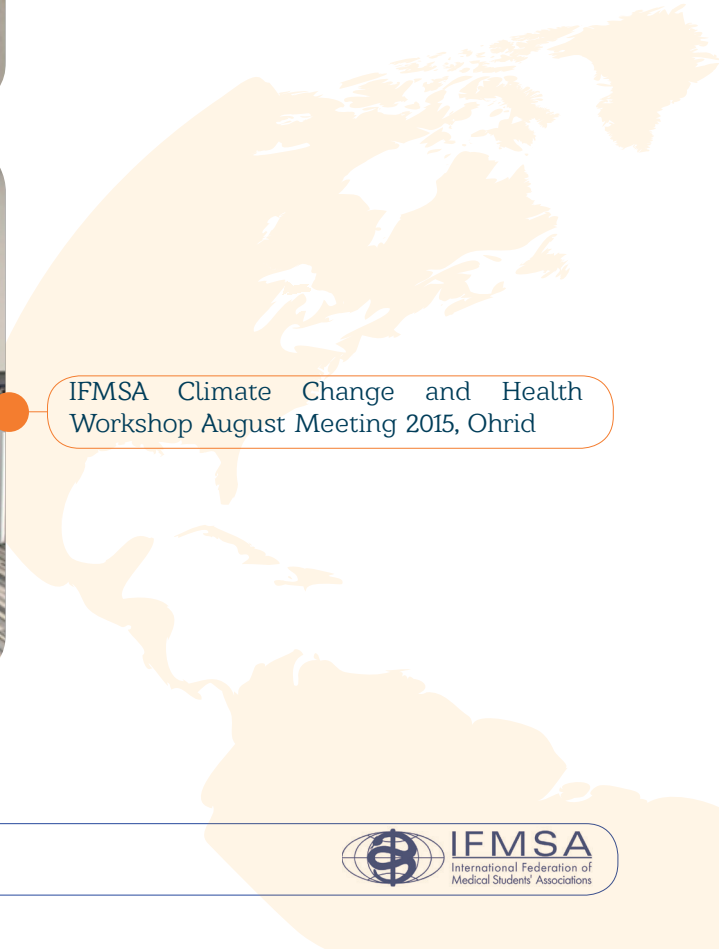 IFMSA Climate Change and Health
Workshop August Meeting 2015, Ohrid
IFMSA
International Federation of
Medical Students' Associations